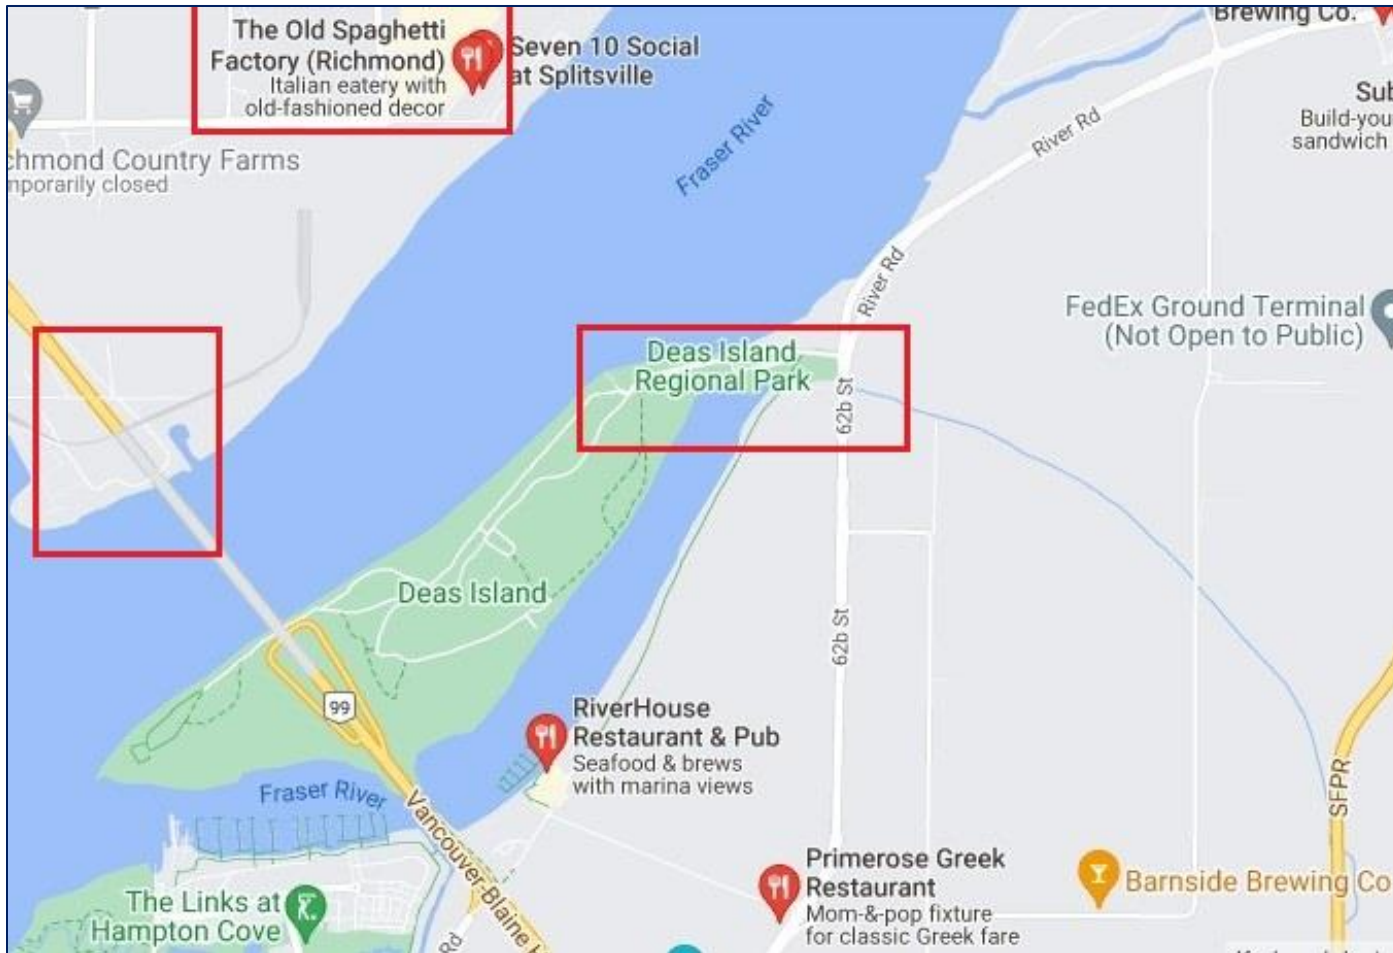 The Old Spaghetti
Factory (Richmond)
Italian eatery with
old-fashioned decor
Seven 10 Social
at Splitsville
Brewing Co.
Sub
Build-your
sandwich
River Rd
Fraser River
chmond Country Farms
mporarily closed
River Rd
FedEx Ground Terminal
(Not Open to Public)
Deas Island
Regional Park
62b St
Deas Island
62b St
99
RiverHouse
Restaurant & Pub
Seafood & brews
with marina views
Fraser River
Vancouver-Blaine H
SFPR
Primerose Greek
Restaurant
Mom-&-pop fixture
for classic Greek fare
Barnside Brewing Co
The Links at
Hampton Cove
Rd